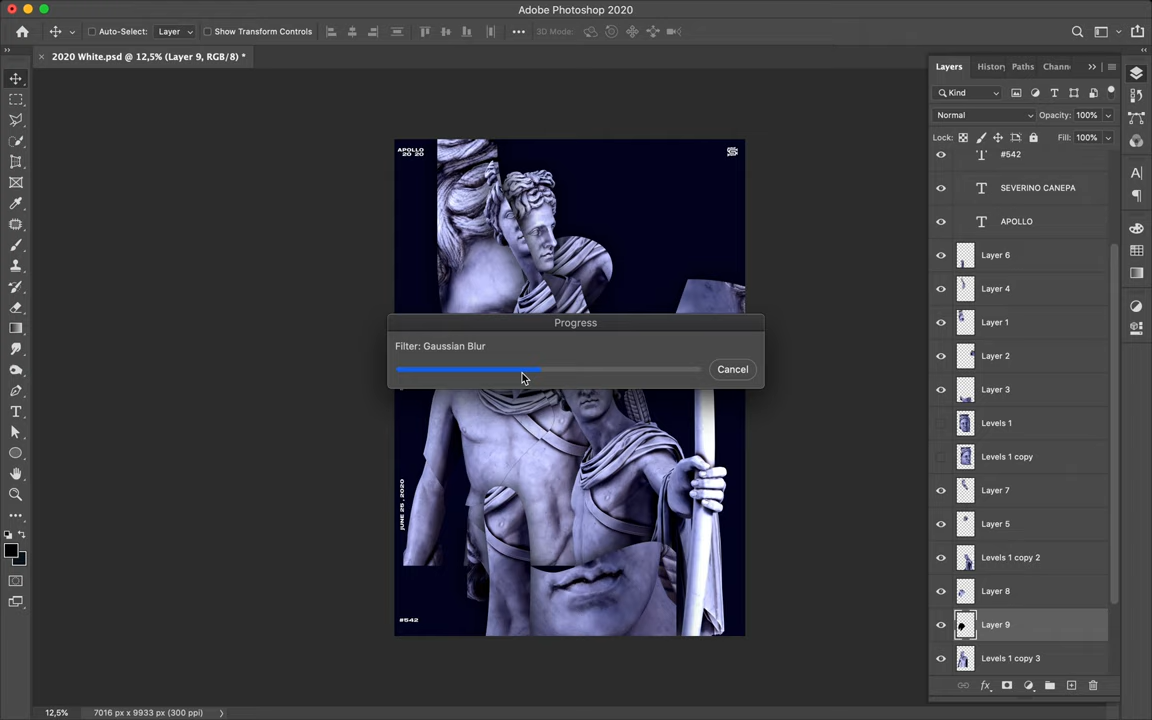 Adobe Photoshop 2020
Auto-Select:
Layer
Show Transform Controls
3D Mode:
2020 White.psd @ 12,5% (Layer 9, RGB/8) *
Layers
History
Paths
Chann
Kind
Normal
Opacity: 100%
Lock:
Fill: 100%
#542
SEVERINO CANEPA
APOLLO
Layer 6
Layer 4
Layer 1
Layer 2
Layer 3
Levels 1
Levels 1 copy
Layer 7
Layer 5
Levels 1 copy 2
Layer 8
Layer 9
Levels 1 copy 3
APOLLO
20 20
Progress
Filter: Gaussian Blur
Cancel
JUNE 25, 2020
#542
12,5%
7016 px x 9933 px (300 ppi)